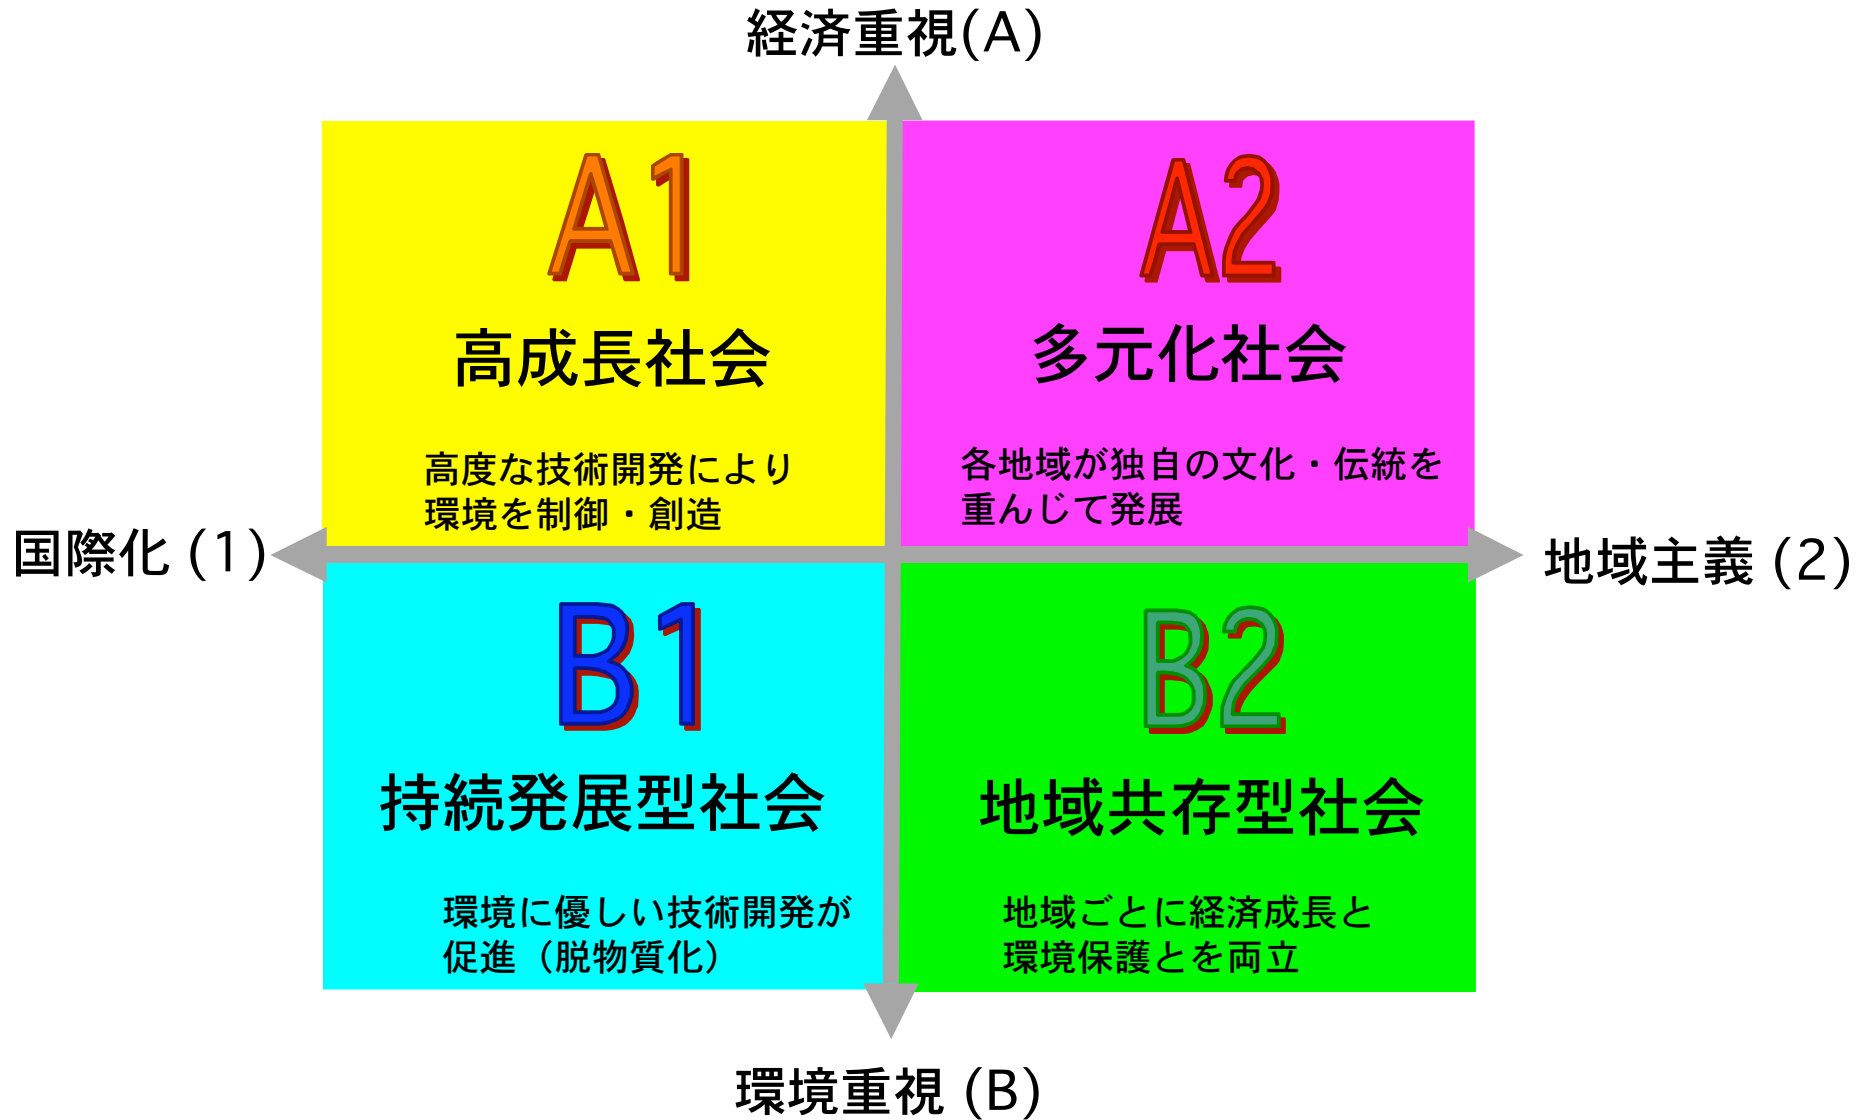 経済重視(A)
A1
高成長社会
高度な技術開発により
環境を制御・創造
A2
多元化社会
各地域が独自の文化・伝統を
重んじて発展
国際化 (1)
地域主義 (2)
B1
持続発展型社会
環境に優しい技術開発が
促進（脱物質化）
B2
地域共存型社会
地域ごとに経済成長と
環境保護とを両立
環境重視 (B)